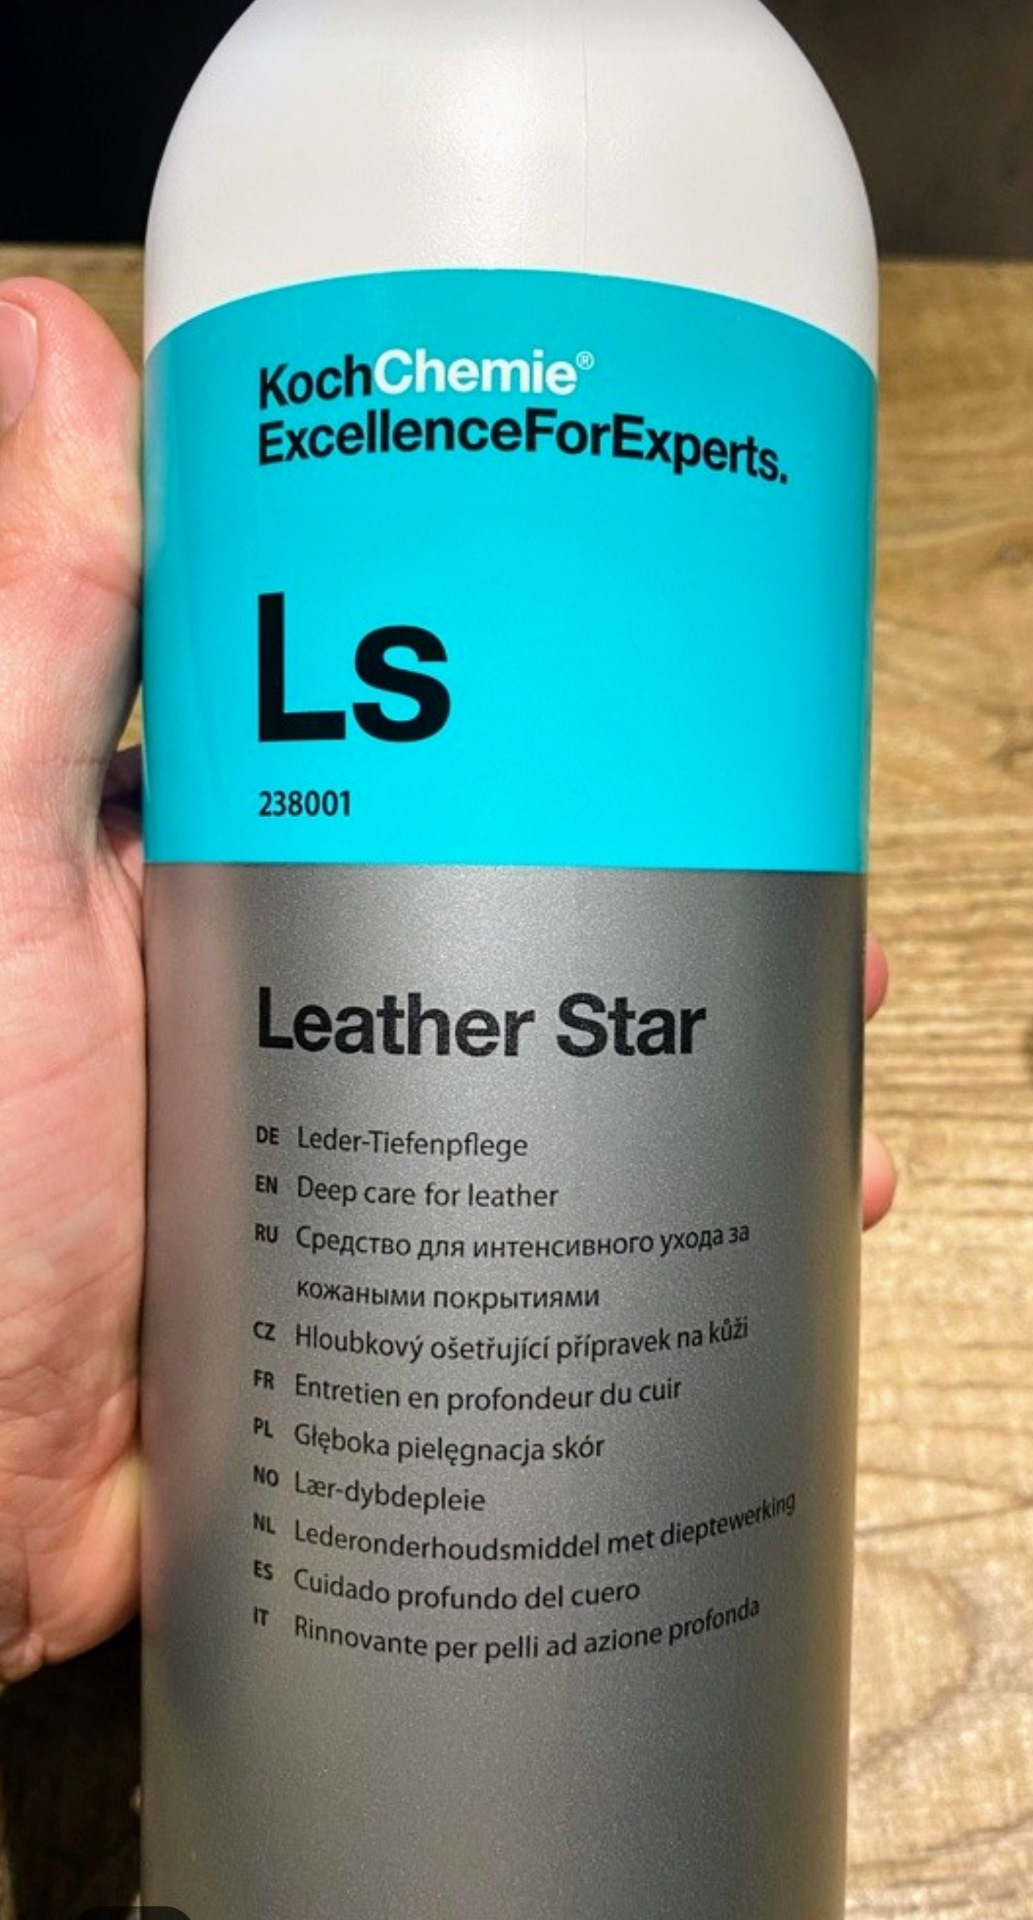 KochChemie®
ExcellenceForExperts.
Ls
238001
Leather Star
DE Leder-Tiefenpflege
EN Deep care for leather
RU Средство для интенсивного ухода за
кожаными покрытиями
CZ Hloubkový ošetřující přípravek na kůži
FR Entretien en profondeur du cuir
PL Głęboka pielęgnacja skór
NO Lær-dybdepleie
NL Lederonderhoudsmiddel met dieptewerking
ES Cuidado profundo del cuero
IT Rinnovante per pelli ad azione profonda